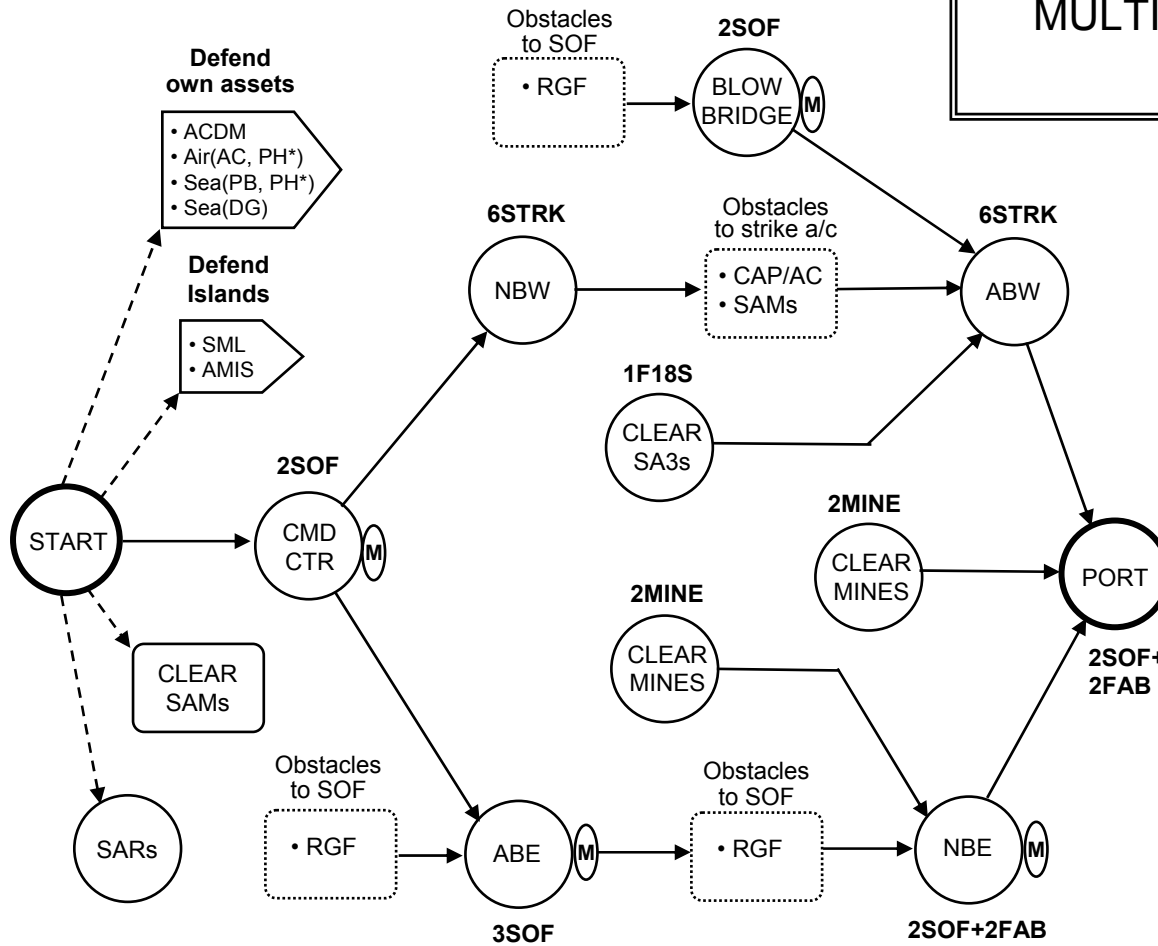 MULTI
Obstacles
to SOF
• RGF
2SOF
BLOW
BRIDGE
M
Defend
own assets
• ACDM
• Air(AC, PH*)
• Sea(PB, PH*)
• Sea(DG)
Defend
Islands
• SML
• AMIS
6STRK
NBW
Obstacles
to strike a/c
• CAP/AC
• SAMs
6STRK
ABW
1F18S
CLEAR
SA3s
START
2SOF
CMD
CTR
M
2MINE
CLEAR
MINES
PORT
2SOF+
2FAB
2MINE
CLEAR
MINES
CLEAR
SAMs
SARs
Obstacles
to SOF
• RGF
ABE
M
3SOF
Obstacles
to SOF
• RGF
NBE
M
2SOF+2FAB